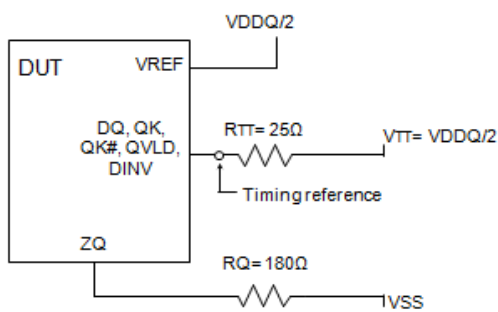 VDDQ/2
DUT
VREF
DQ, QK,
QK#, QVLD,
DINV
RTT= 25Ω
VTT= VDDQ/2
Timing reference
ZQ
RQ= 180Ω
VSS